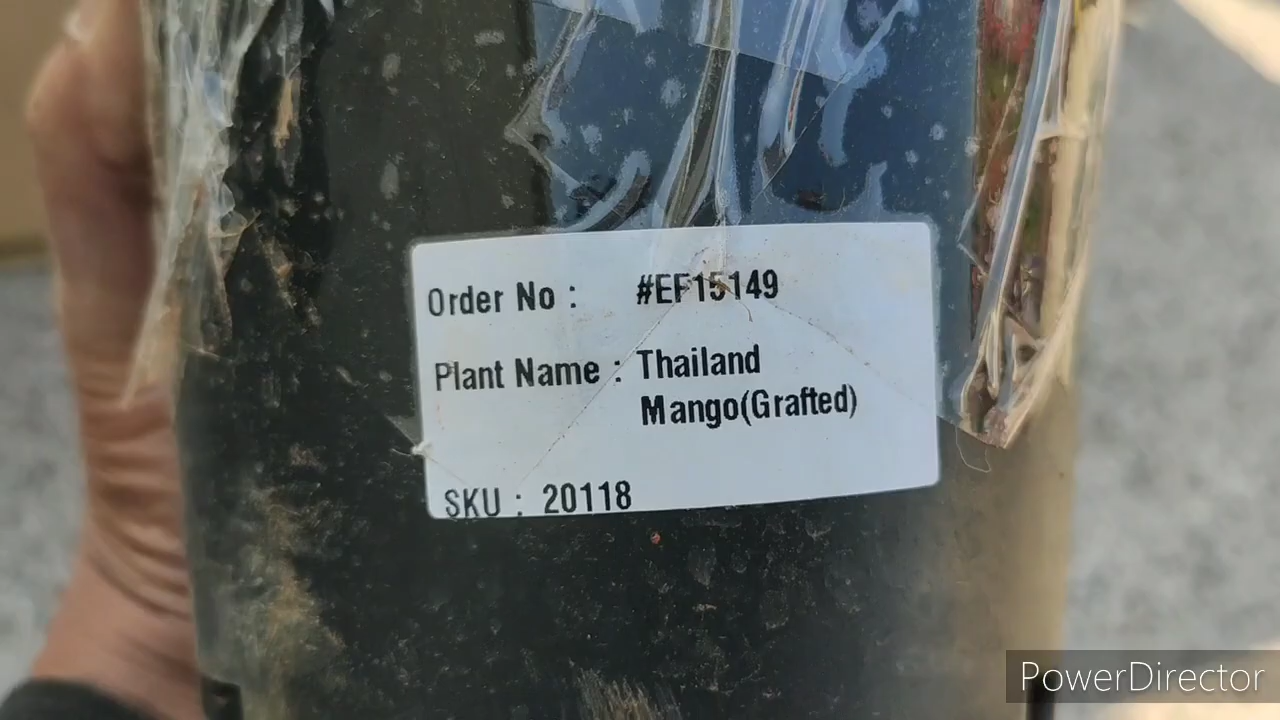 Order No : #EF15149
Plant Name : Thailand
Mango(Grafted)
SKU : 20118
PowerDirector